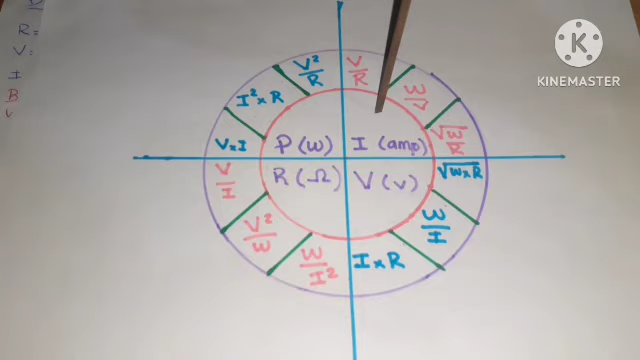 R=
V=
I
K
KINEMASTER
V²/R
V/R
I²×R
W/V
V×I
P (W)
I (amp)
√W/R
R (Ω)
V (V)
√W×R
V/I
V²/W
W/I
W/I²
I×R